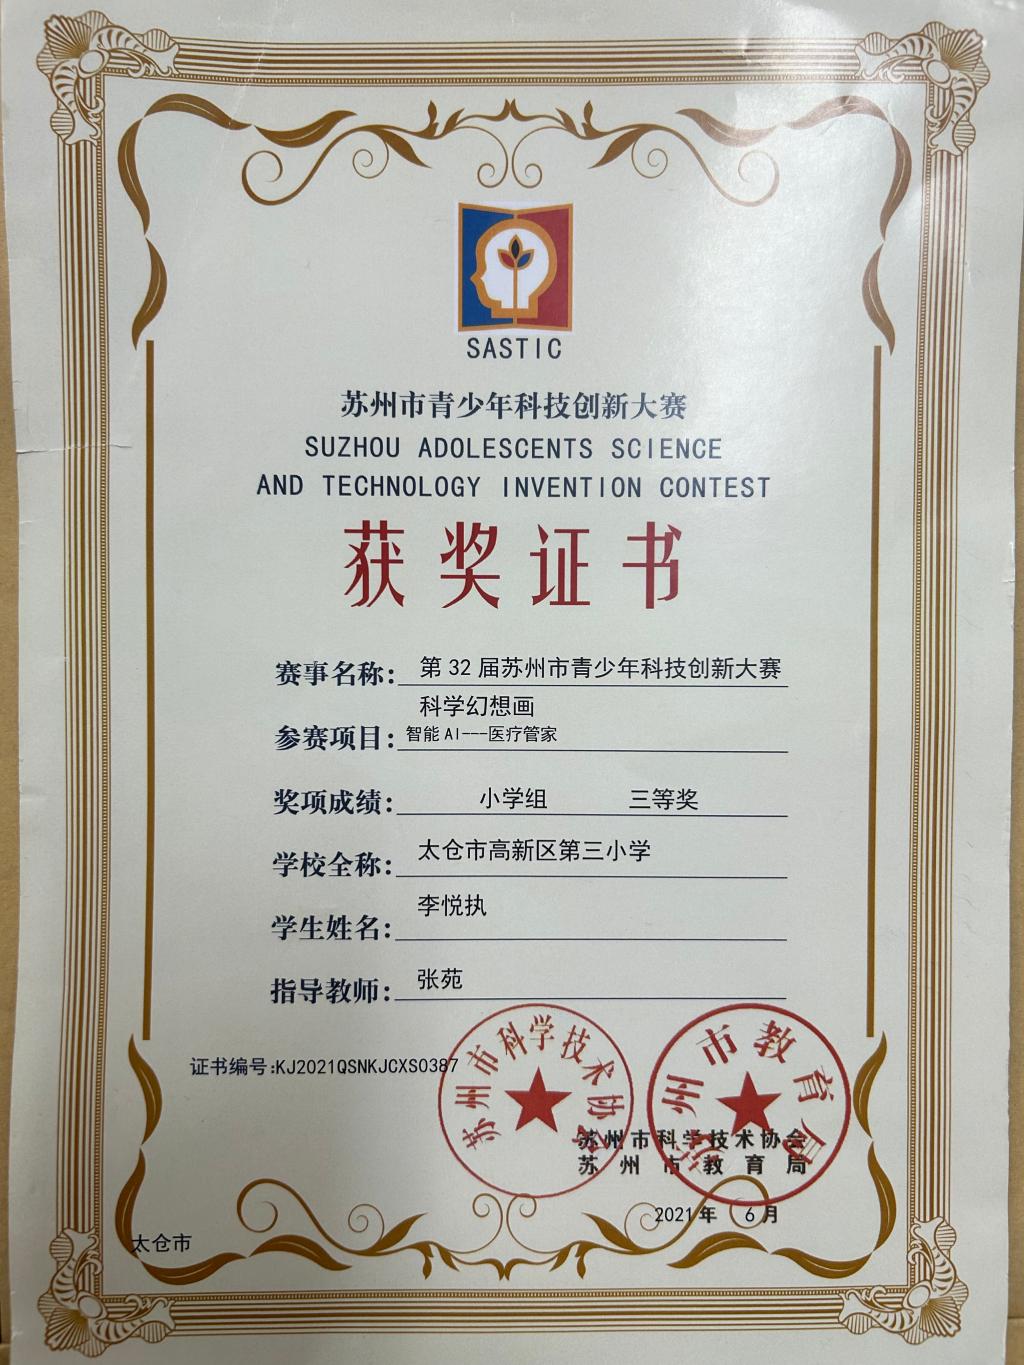 SASTIC
苏州市青少年科技创新大赛
SUZHOU ADOLESCENTS SCIENCE
AND TECHNOLOGY INVENTION CONTEST
获奖证书
赛事名称：第 32 届苏州市青少年科技创新大赛
科学幻想画
参赛项目：智能 AI---医疗管家
奖项成绩：小学组 三等奖
学校全称：太仓市高新区第三小学
学生姓名：李悦执
指导教师：张苑
证书编号:KJ2021QSNKJCXS0387
苏州市科学技术协会
苏州市教育局
苏州市科学技术协会
苏州市教育局
2021年 6月
太仓市